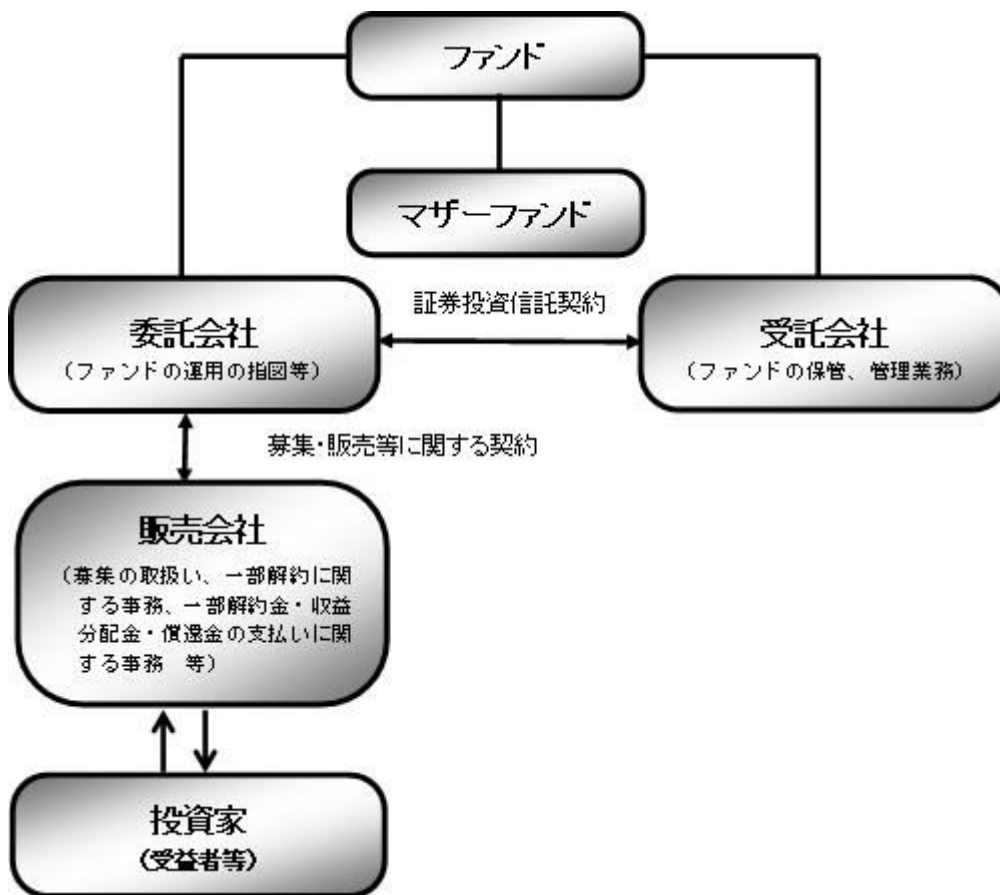 ファンド
マザーファンド
証券投資信託契約
委託会社
(ファンドの運用の指図等)
受託会社
(ファンドの保管、管理業務)
募集・販売等に関する契約
販売会社
(募集の取扱い、一部解約に関
する事務、一部解約金・収益
分配金・償還金の支払いに関
する事務 等)
投資家
(受益者等)